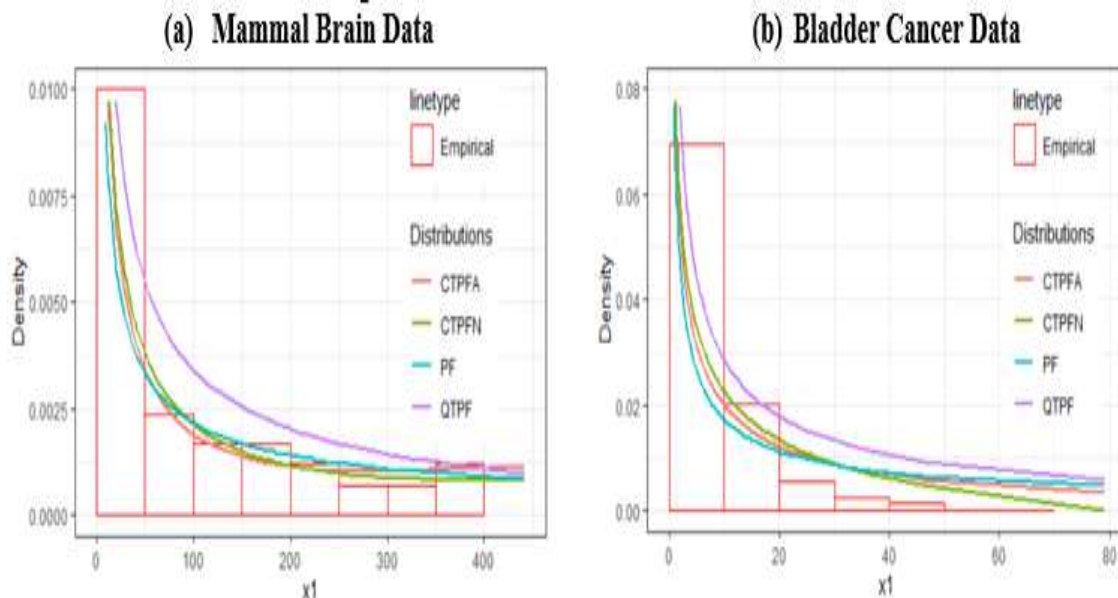 (a) Mammal Brain Data
0.0100
0.0075
0.0050
0.0025
0.0000
Density
0 100 200 300 400
x1
linetype
Empirical
Distributions
CTPFA
CTPFN
PF
QTPF
(b) Bladder Cancer Data
0.08
0.06
0.04
0.02
0.00
Density
0 20 40 60 80
x1
linetype
Empirical
Distributions
CTPFA
CTPFN
PF
QTPF